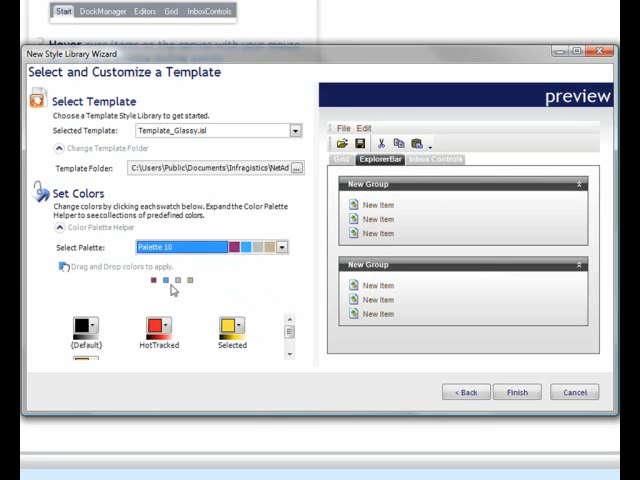 Start DockManager Editors Grid InboxControls
New Style Library Wizard
Select and Customize a Template
Select Template
Choose a Template Style Library to get started.
Selected Template: Template_Glassy.isl
Change Template Folder
Template Folder: C:\Users\Public\Documents\Infragistics\NetAd ...
Set Colors
Change colors by clicking each swatch below. Expand the Color Palette
Helper to see collections of predefined colors.
Color Palette Helper
Select Palette: Palette 10
Drag and Drop colors to apply.
{Default} HotTracked Selected
preview
File Edit
Grid ExplorerBar Inbox Controls
New Group
New Item
New Item
New Item
New Group
New Item
New Item
New Item
< Back Finish Cancel